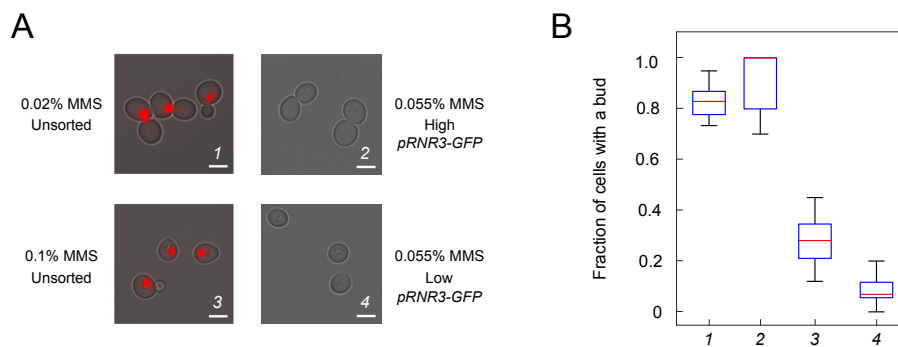 A
0.02% MMS
Unsorted
1
2
0.055% MMS
High
pRNR3-GFP
0.1% MMS
Unsorted
3
4
0.055% MMS
Low
pRNR3-GFP
B
Fraction of cells with a bud
1.0
0.8
0.6
0.4
0.2
0
1 2 3 4